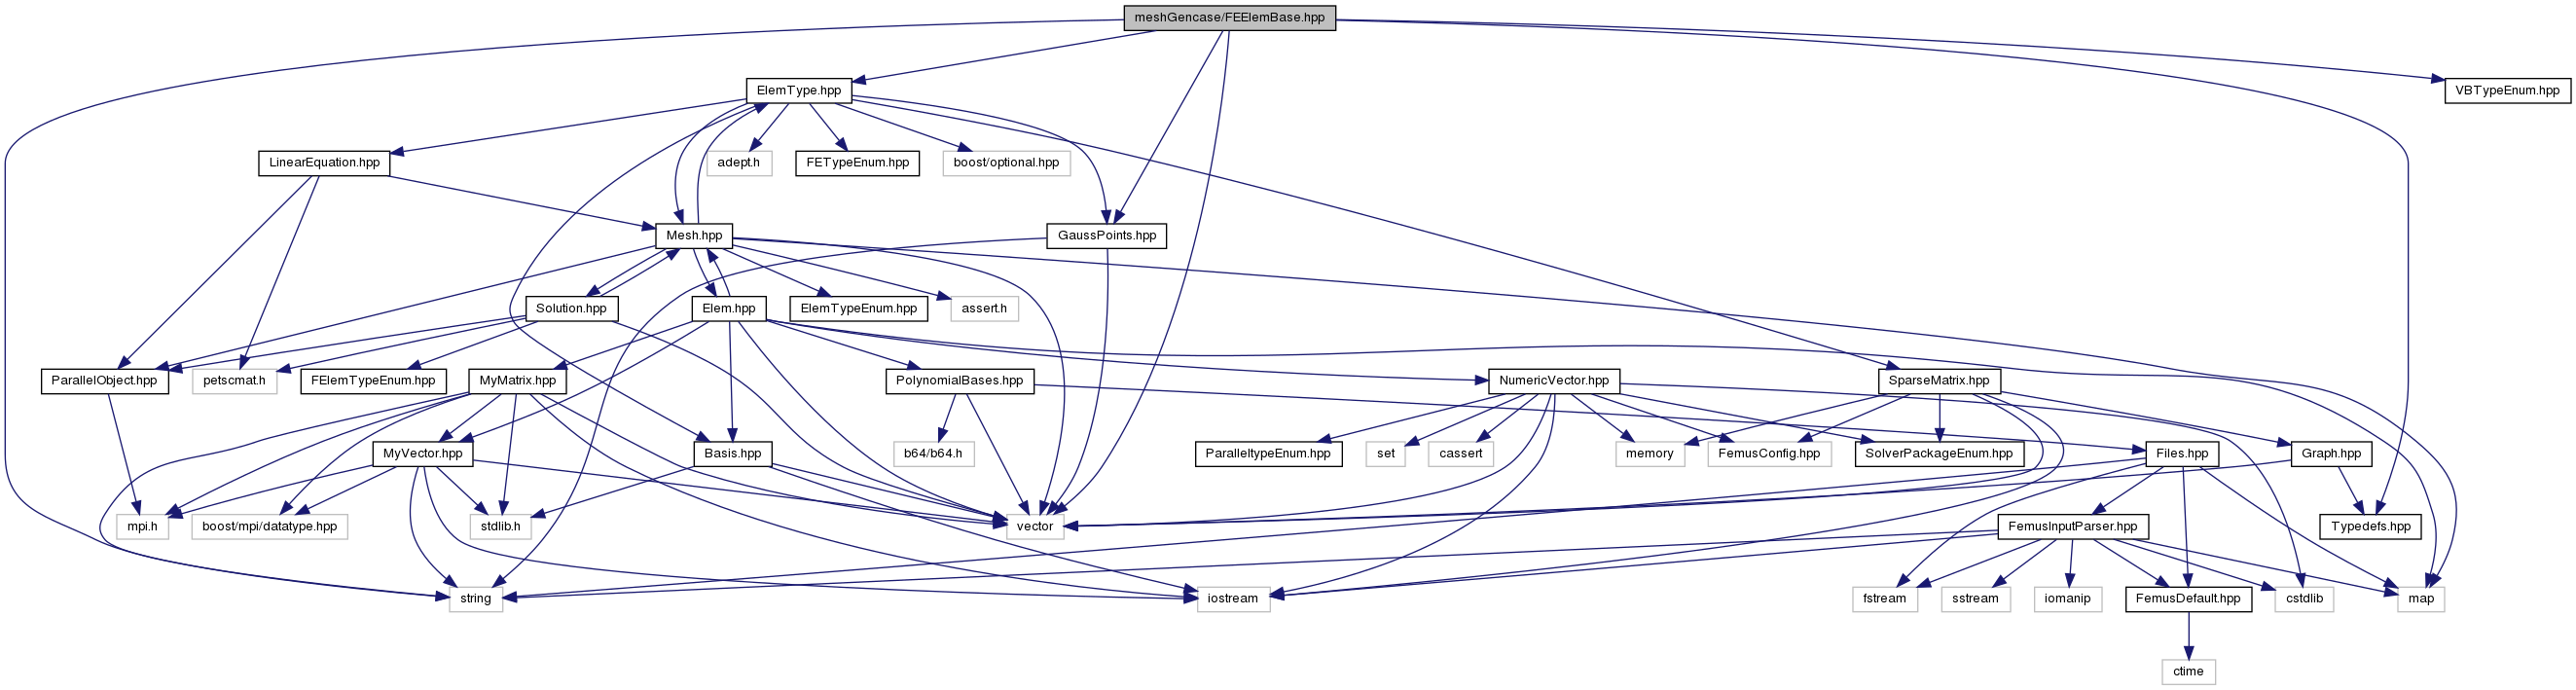 meshGencase/FEElemBase.hpp
ElemType.hpp
VBTypeEnum.hpp
LinearEquation.hpp
adept.h
FETypeEnum.hpp
boost/optional.hpp
Mesh.hpp
GaussPoints.hpp
Solution.hpp
Elem.hpp
ElemTypeEnum.hpp
assert.h
ParallelObject.hpp
petscmat.h
FElemTypeEnum.hpp
MyMatrix.hpp
PolynomialBases.hpp
NumericVector.hpp
SparseMatrix.hpp
MyVector.hpp
Basis.hpp
b64/b64.h
ParalleltypeEnum.hpp
set
cassert
memory
FemusConfig.hpp
SolverPackageEnum.hpp
Files.hpp
Graph.hpp
mpi.h
boost/mpi/datatype.hpp
stdlib.h
vector
FemusInputParser.hpp
Typedefs.hpp
string
iostream
fstream
sstream
iomanip
FemusDefault.hpp
cstdlib
map
ctime